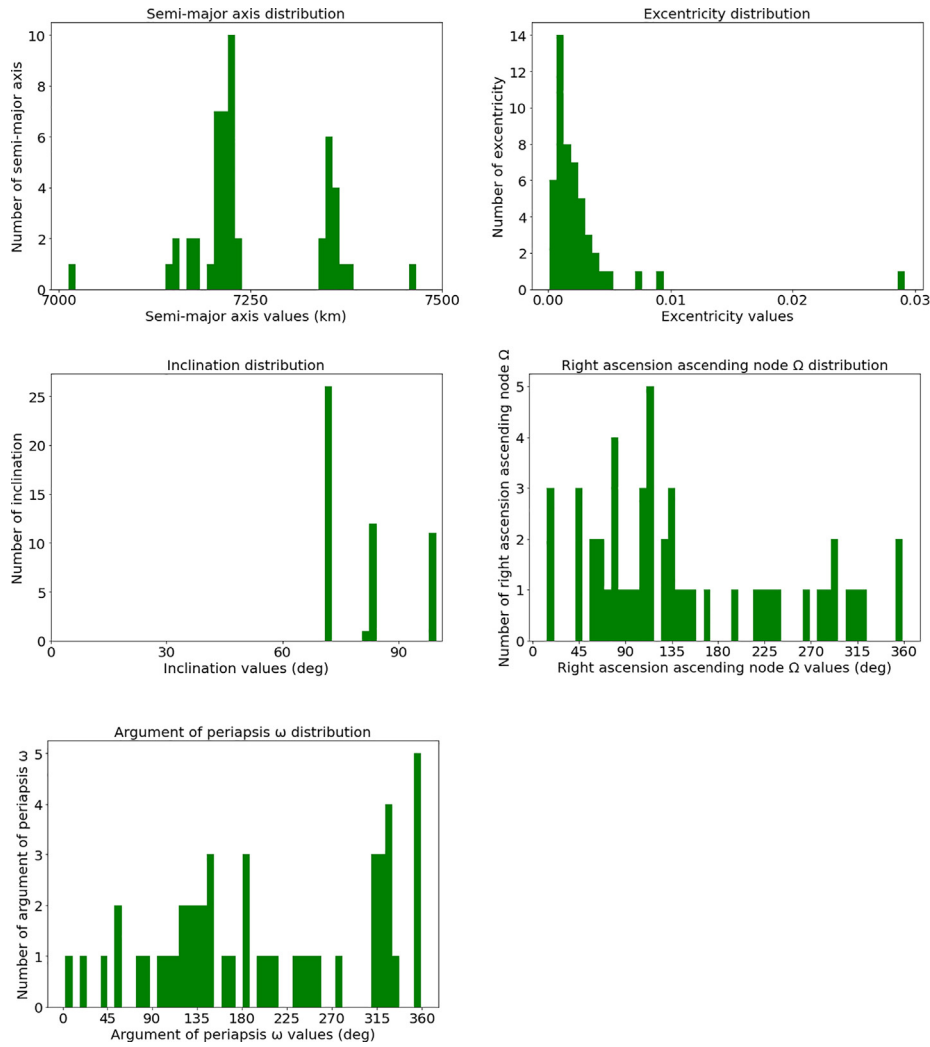 Semi-major axis distribution
Number of semi-major axis
10
8
6
4
2
0
7000 7250 7500
Semi-major axis values (km)
Excentricity distribution
Number of excentricity
14
12
10
8
6
4
2
0
0.00 0.01 0.02 0.03
Excentricity values
Inclination distribution
Number of inclination
25
20
15
10
5
0
0 30 60 90
Inclination values (deg)
Right ascension ascending node Ω distribution
Number of right ascension ascending node Ω
5
4
3
2
1
0
0 45 90 135 180 225 270 315 360
Right ascension ascending node Ω values (deg)
Argument of periapsis ω distribution
Number of argument of periapsis ω
5
4
3
2
1
0
0 45 90 135 180 225 270 315 360
Argument of periapsis ω values (deg)